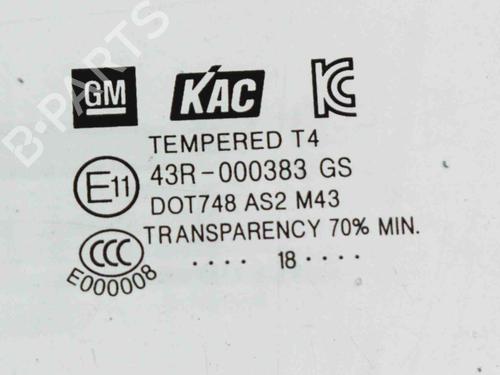 B-PARTS
GM KAC KC
TEMPERED T4
E11 43R-000383 GS
DOT748 AS2 M43
CCC TRANSPARENCY 70% MIN.
E000008 .... 18 ....